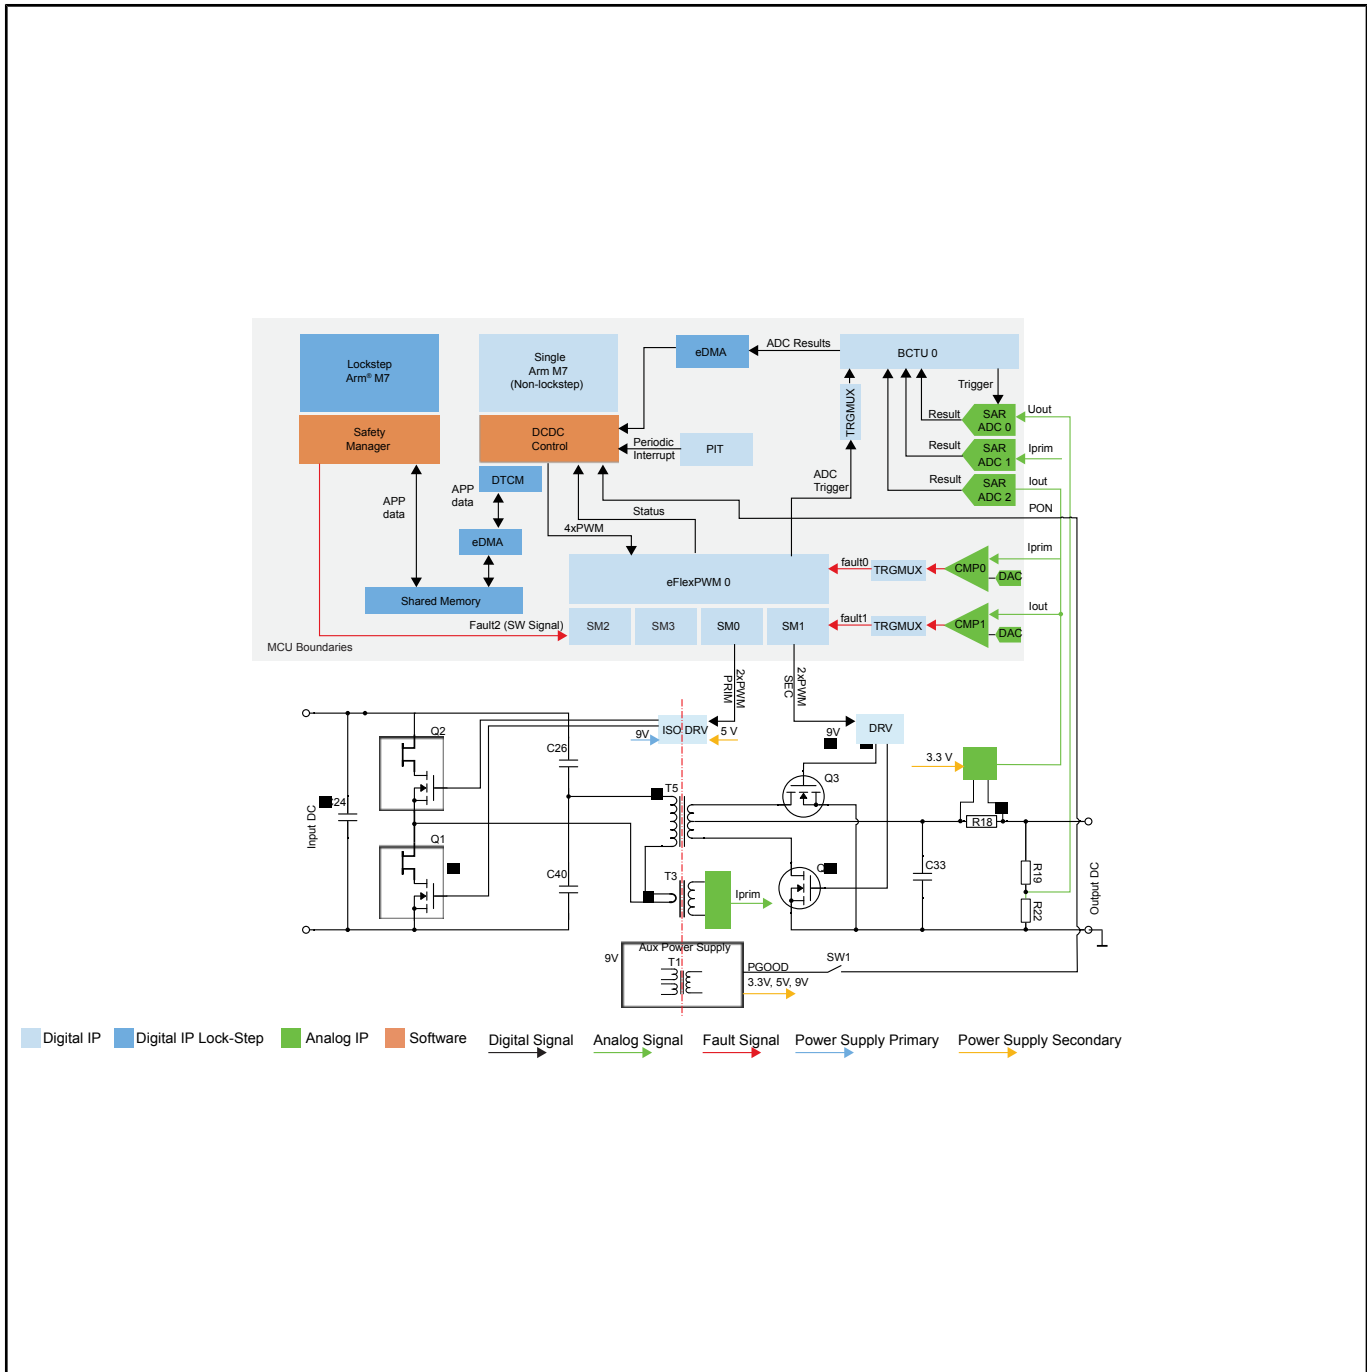 Lockstep
Arm® M7
Safety
Manager
Single
Arm M7
(Non-lockstep)
DCDC
Control
DTCM
eDMA
ADC Results
BCTU 0
Trigger
TRGMUX
Result
SAR
ADC 0
Uout
Result
SAR
ADC 1
Iprim
Result
SAR
ADC 2
Iout
PON
Periodic
Interrupt
PIT
ADC
Trigger
APP
data
APP
data
Status
4xPWM
eDMA
Shared Memory
eFlexPWM 0
fault0
TRGMUX
CMP0
DAC
Iprim
Fault2 (SW Signal)
SM2
SM3
SM0
SM1
fault1
TRGMUX
CMP1
DAC
Iout
MCU Boundaries
2xPWM
PRIM
2xPWM
SEC
ISO DRV
9V
5 V
9V
DRV
3.3 V
Q2
C26
T5
Q3
24
Input DC
Q1
C40
T3
Iprim
C33
R18
R19
R22
Output DC
Aux Power Supply
9V
T1
PGOOD
3.3V, 5V, 9V
SW1
Digital IP
Digital IP Lock-Step
Analog IP
Software
Digital Signal
Analog Signal
Fault Signal
Power Supply Primary
Power Supply Secondary